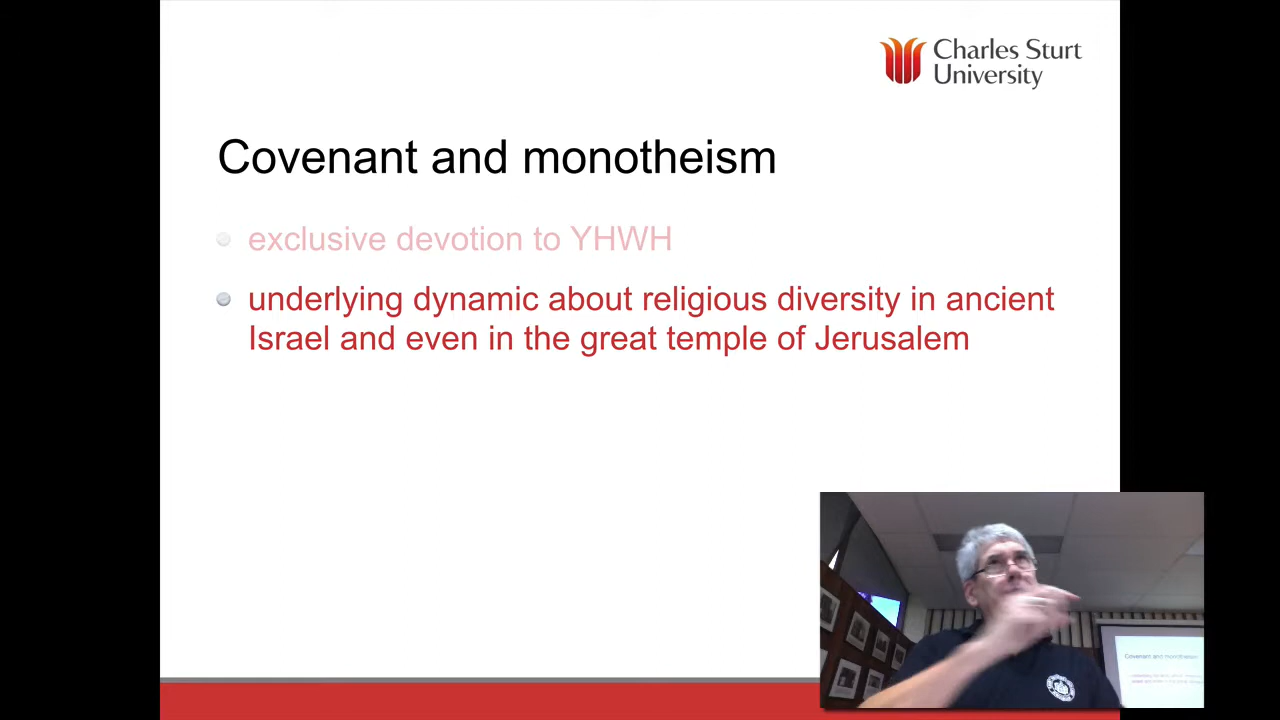 Charles Sturt
University
Covenant and monotheism
exclusive devotion to YHWH
underlying dynamic about religious diversity in ancient
Israel and even in the great temple of Jerusalem
Covenant and monotheism